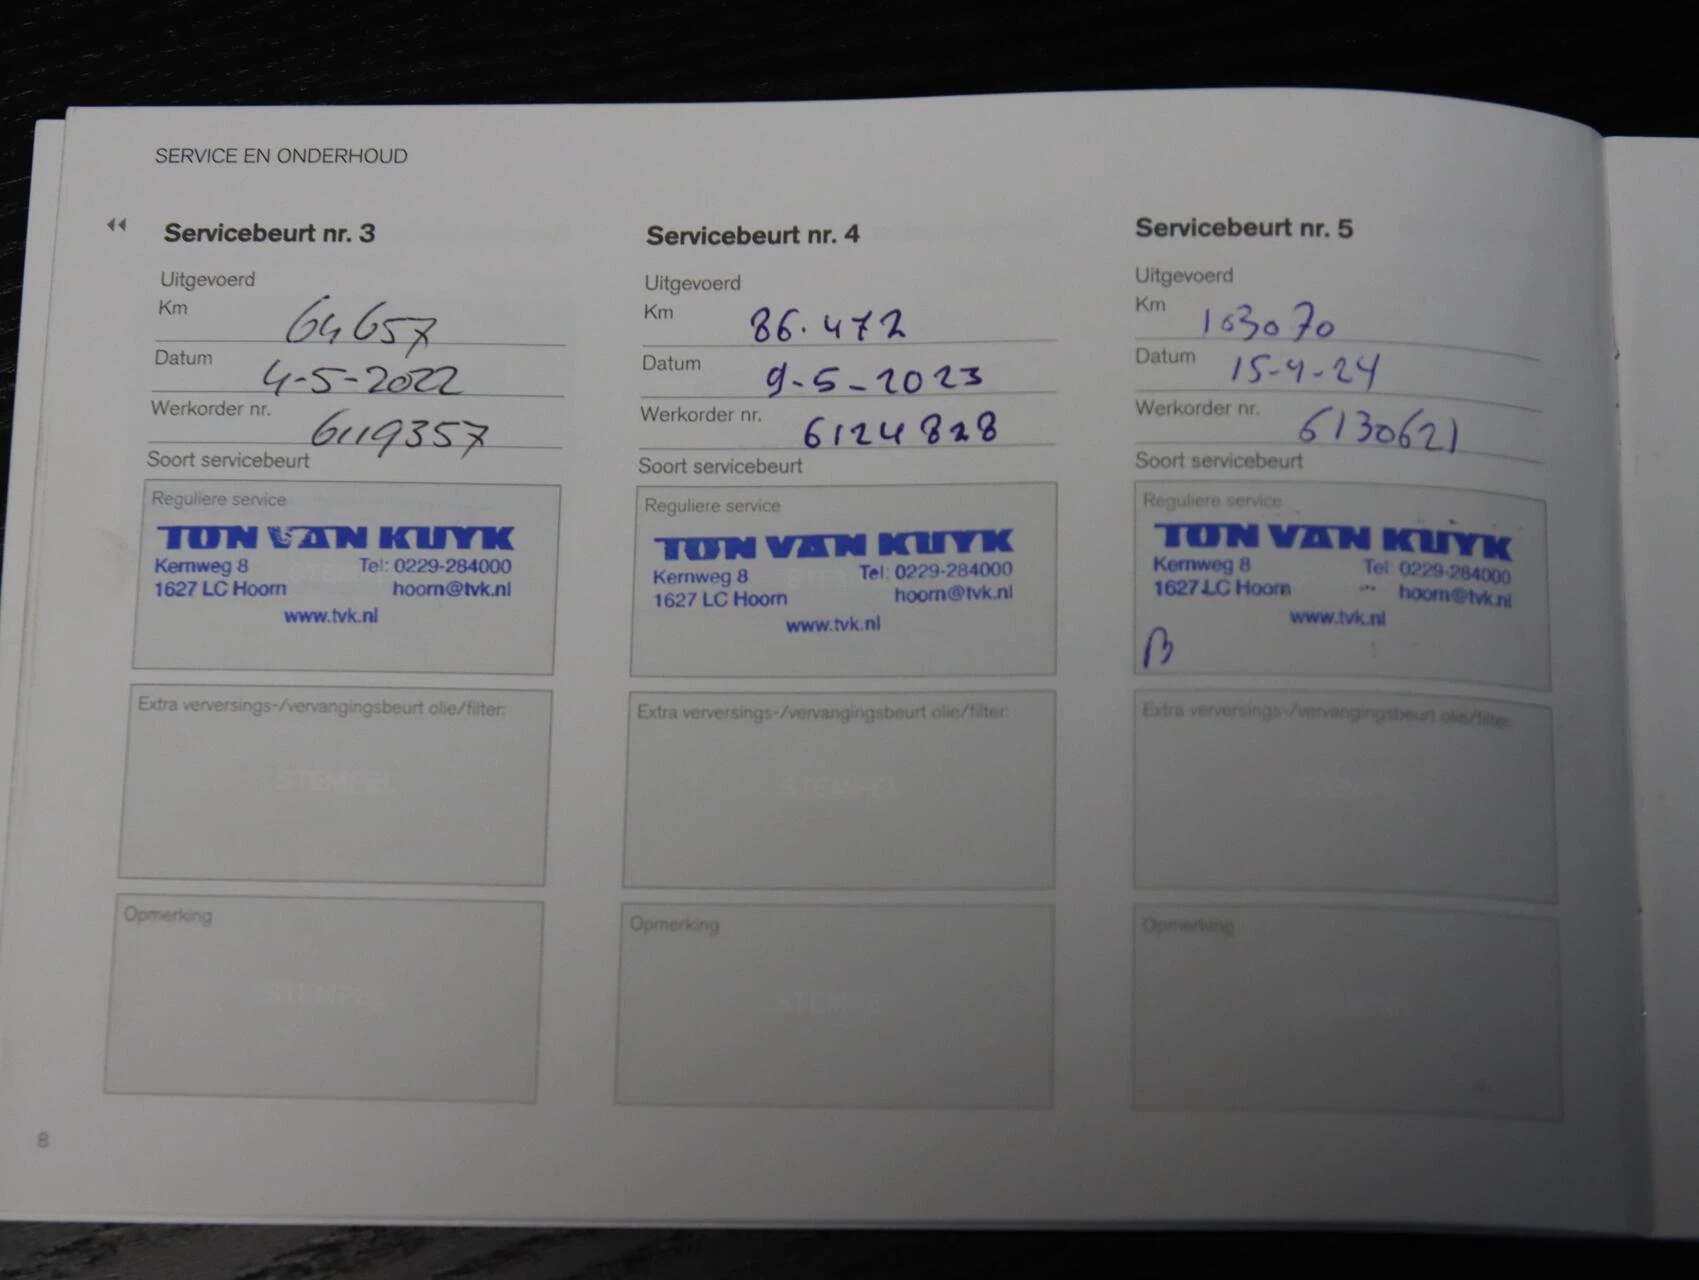 SERVICE EN ONDERHOUD
Servicebeurt nr. 3
Uitgevoerd
Km 64657
Datum 4-5-2022
Werkorder nr. 6119357
Soort servicebeurt
Reguliere service
TON VAN KUYK
Kernweg 8 Tel: 0229-284000
1627 LC Hoorn hoorn@tvk.nl
www.tvk.nl
Extra verversings-/vervangingsbeurt olie/filter:
STEMPEL
Opmerking
STEMPEL
Servicebeurt nr. 4
Uitgevoerd
Km 86.472
Datum 9-5-2023
Werkorder nr. 6124828
Soort servicebeurt
Reguliere service
TON VAN KUYK
Kernweg 8 Tel: 0229-284000
1627 LC Hoorn hoorn@tvk.nl
www.tvk.nl
Extra verversings-/vervangingsbeurt olie/filter:
STEMPEL
Opmerking
STEMPEL
Servicebeurt nr. 5
Uitgevoerd
Km 103070
Datum 15-4-24
Werkorder nr. 6130621
Soort servicebeurt
Reguliere service
TON VAN KUYK
Kernweg 8 Tel: 0229-284000
1627 LC Hoorn hoorn@tvk.nl
www.tvk.nl
Extra verversings-/vervangingsbeurt olie/filter:
STEMPEL
Opmerking
STEMPEL
8